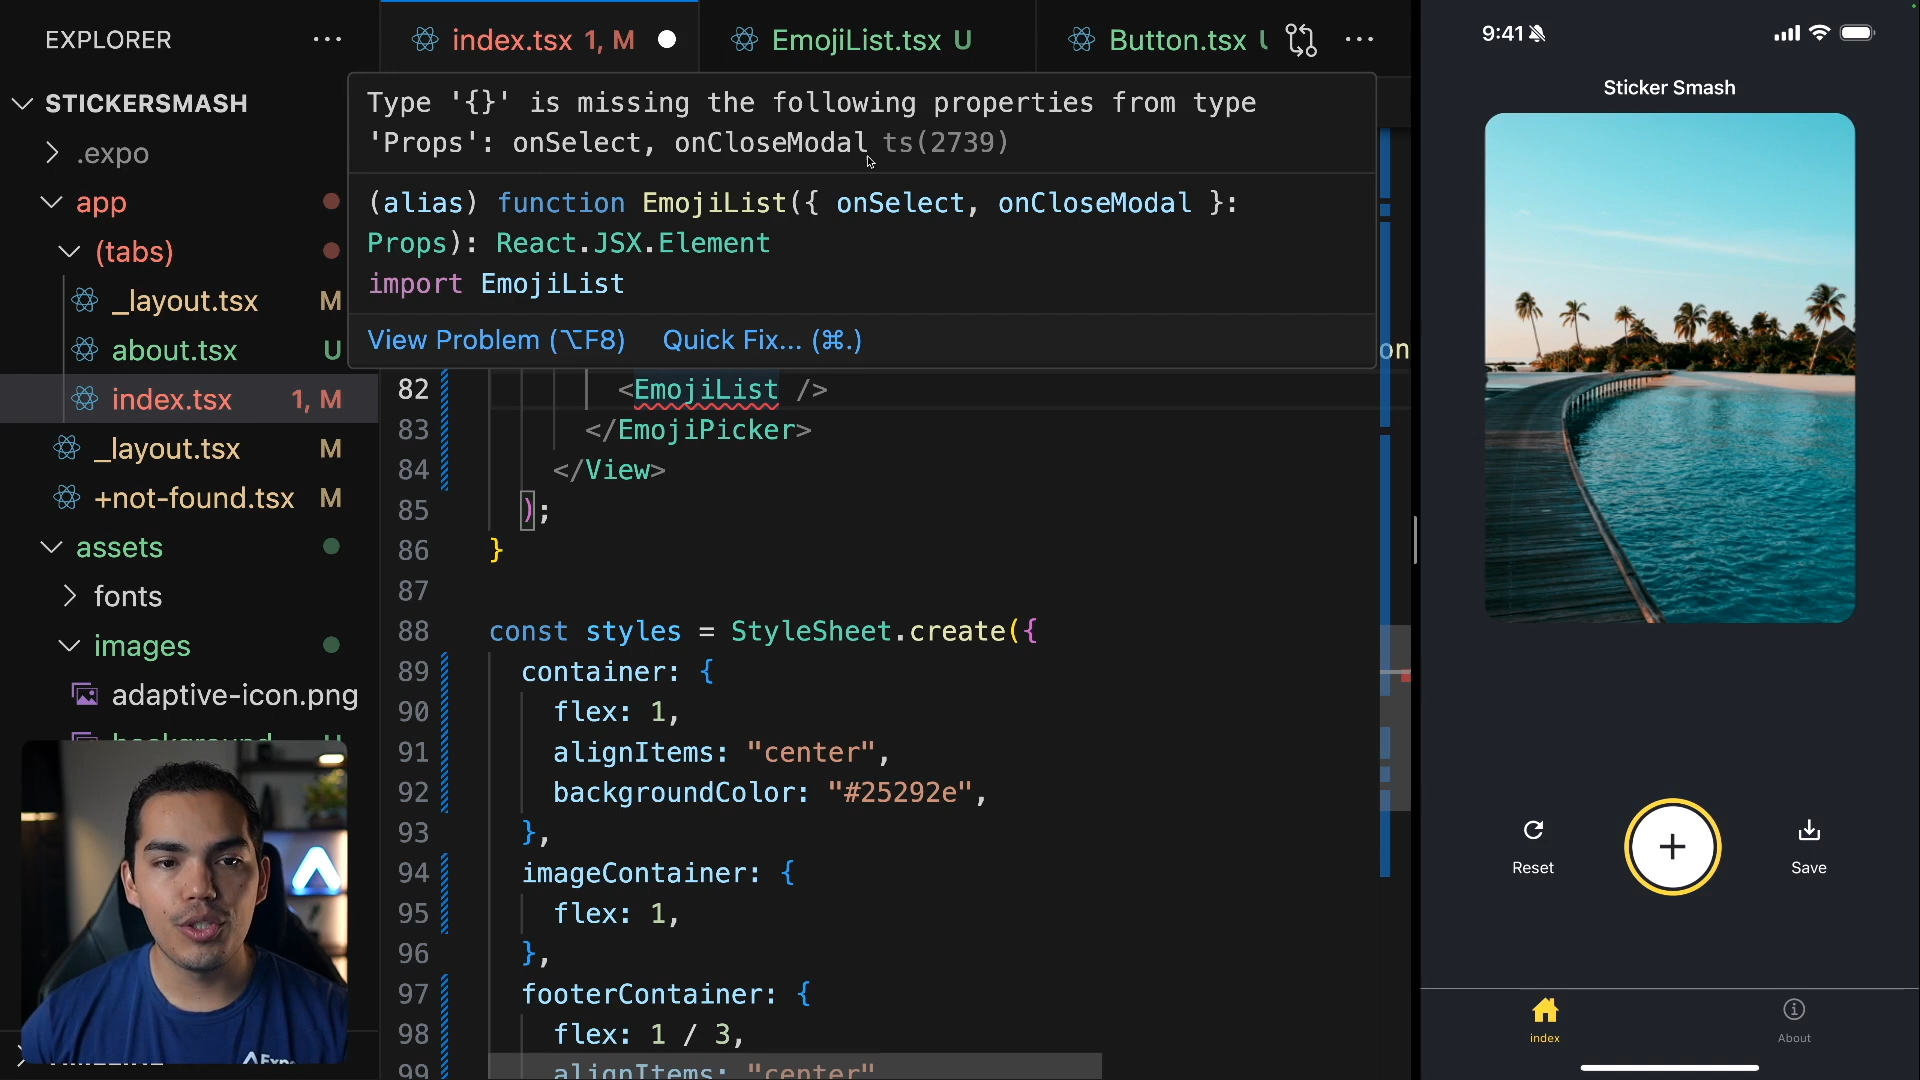 EXPLORER
STICKERSMASH
.expo
app
(tabs)
_layout.tsx M
about.tsx U
index.tsx 1, M
_layout.tsx M
+not-found.tsx M
assets
fonts
images
adaptive-icon.png
index.tsx 1, M
EmojiList.tsx U
Button.tsx
Type '{}' is missing the following properties from type
'Props': onSelect, onCloseModal ts(2739)
(alias) function EmojiList({ onSelect, onCloseModal }:
Props): React.JSX.Element
import EmojiList
View Problem (⌥F8) Quick Fix... (⌘.)
on
82 <EmojiList />
83 </EmojiPicker>
84 </View>
85 );
86 }
87
88 const styles = StyleSheet.create({
89 container: {
90 flex: 1,
91 alignItems: "center",
92 backgroundColor: "#25292e",
93 },
94 imageContainer: {
95 flex: 1,
96 },
97 footerContainer: {
98 flex: 1 / 3,
99 alignItems: "center"
9:41
Sticker Smash
Reset
Save
index
About